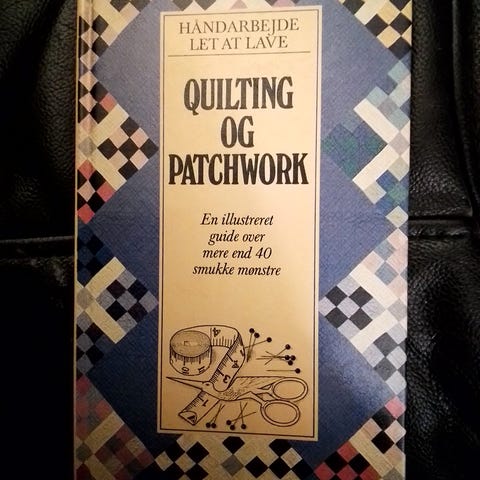 HÅNDARBEJDE
LET AT LAVE
QUILTING
OG
PATCHWORK
En illustreret
guide over
mere end 40
smukke mønstre